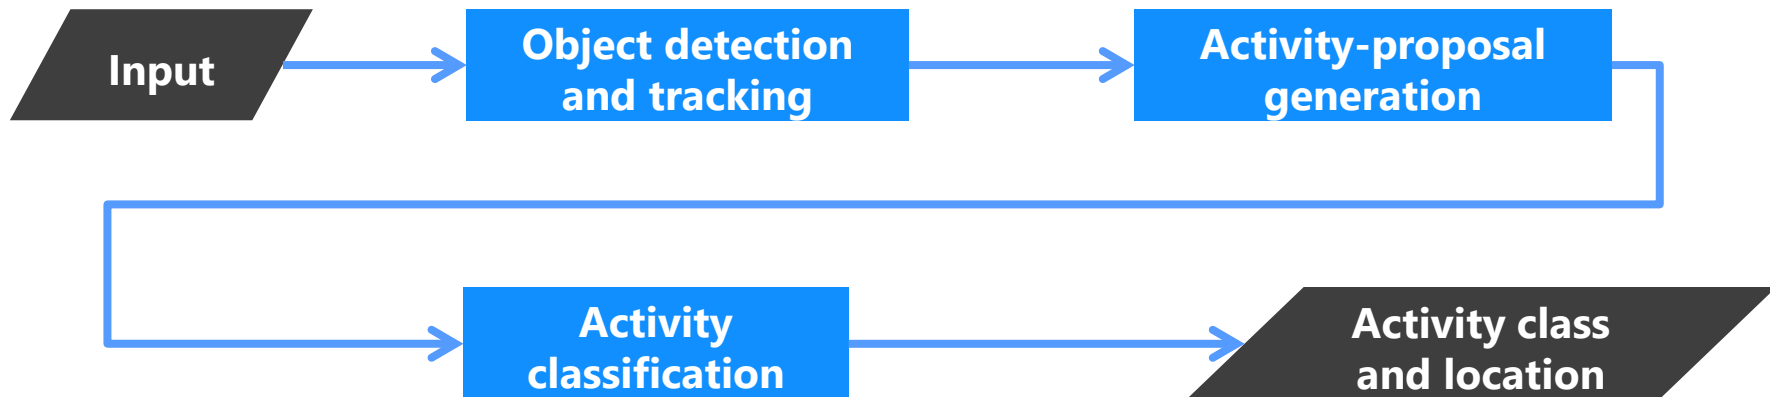 Input
Object detection
and tracking
Activity-proposal
generation
Activity
classification
Activity class
and location